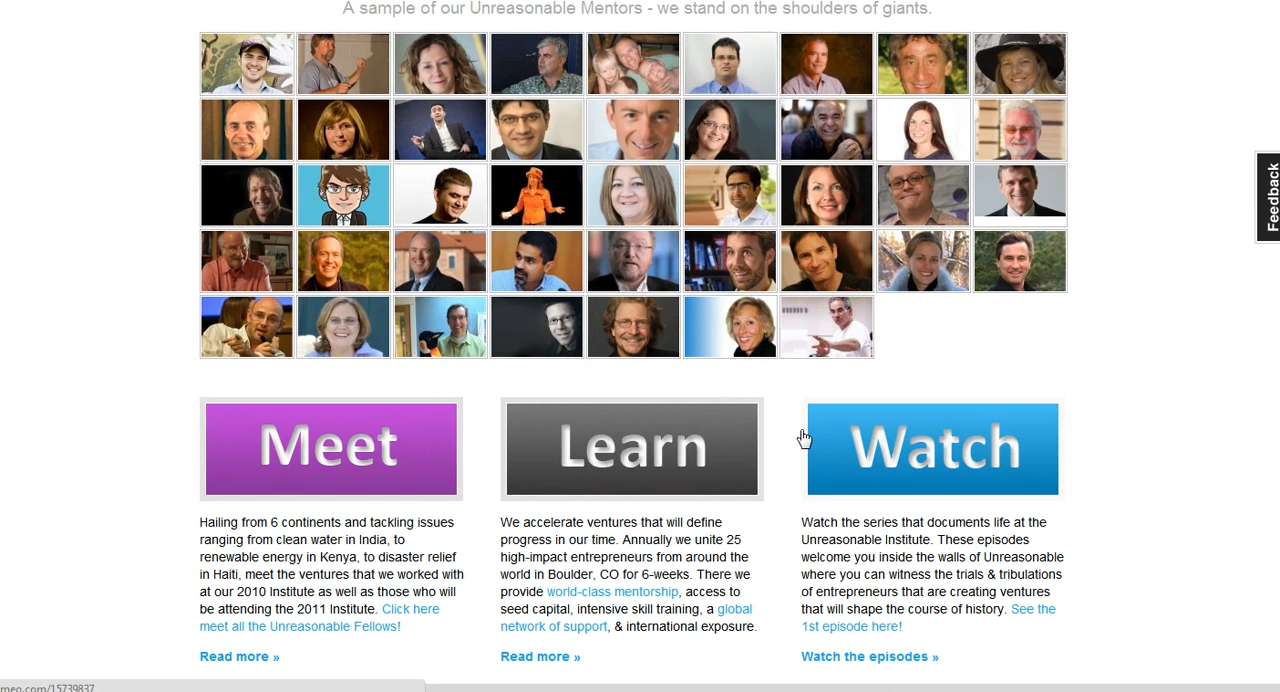 A sample of our Unreasonable Mentors - we stand on the shoulders of giants.
Feedback
Meet
Learn
Watch
Hailing from 6 continents and tackling issues
ranging from clean water in India, to
renewable energy in Kenya, to disaster relief
in Haiti, meet the ventures that we worked with
at our 2010 Institute as well as those who will
be attending the 2011 Institute. Click here
meet all the Unreasonable Fellows!
Read more »
We accelerate ventures that will define
progress in our time. Annually we unite 25
high-impact entrepreneurs from around the
world in Boulder, CO for 6-weeks. There we
provide world-class mentorship, access to
seed capital, intensive skill training, a global
network of support, & international exposure.
Read more »
Watch the series that documents life at the
Unreasonable Institute. These episodes
welcome you inside the walls of Unreasonable
where you can witness the trials & tribulations
of entrepreneurs that are creating ventures
that will shape the course of history. See the
1st episode here!
Watch the episodes »
meo.com/15739837